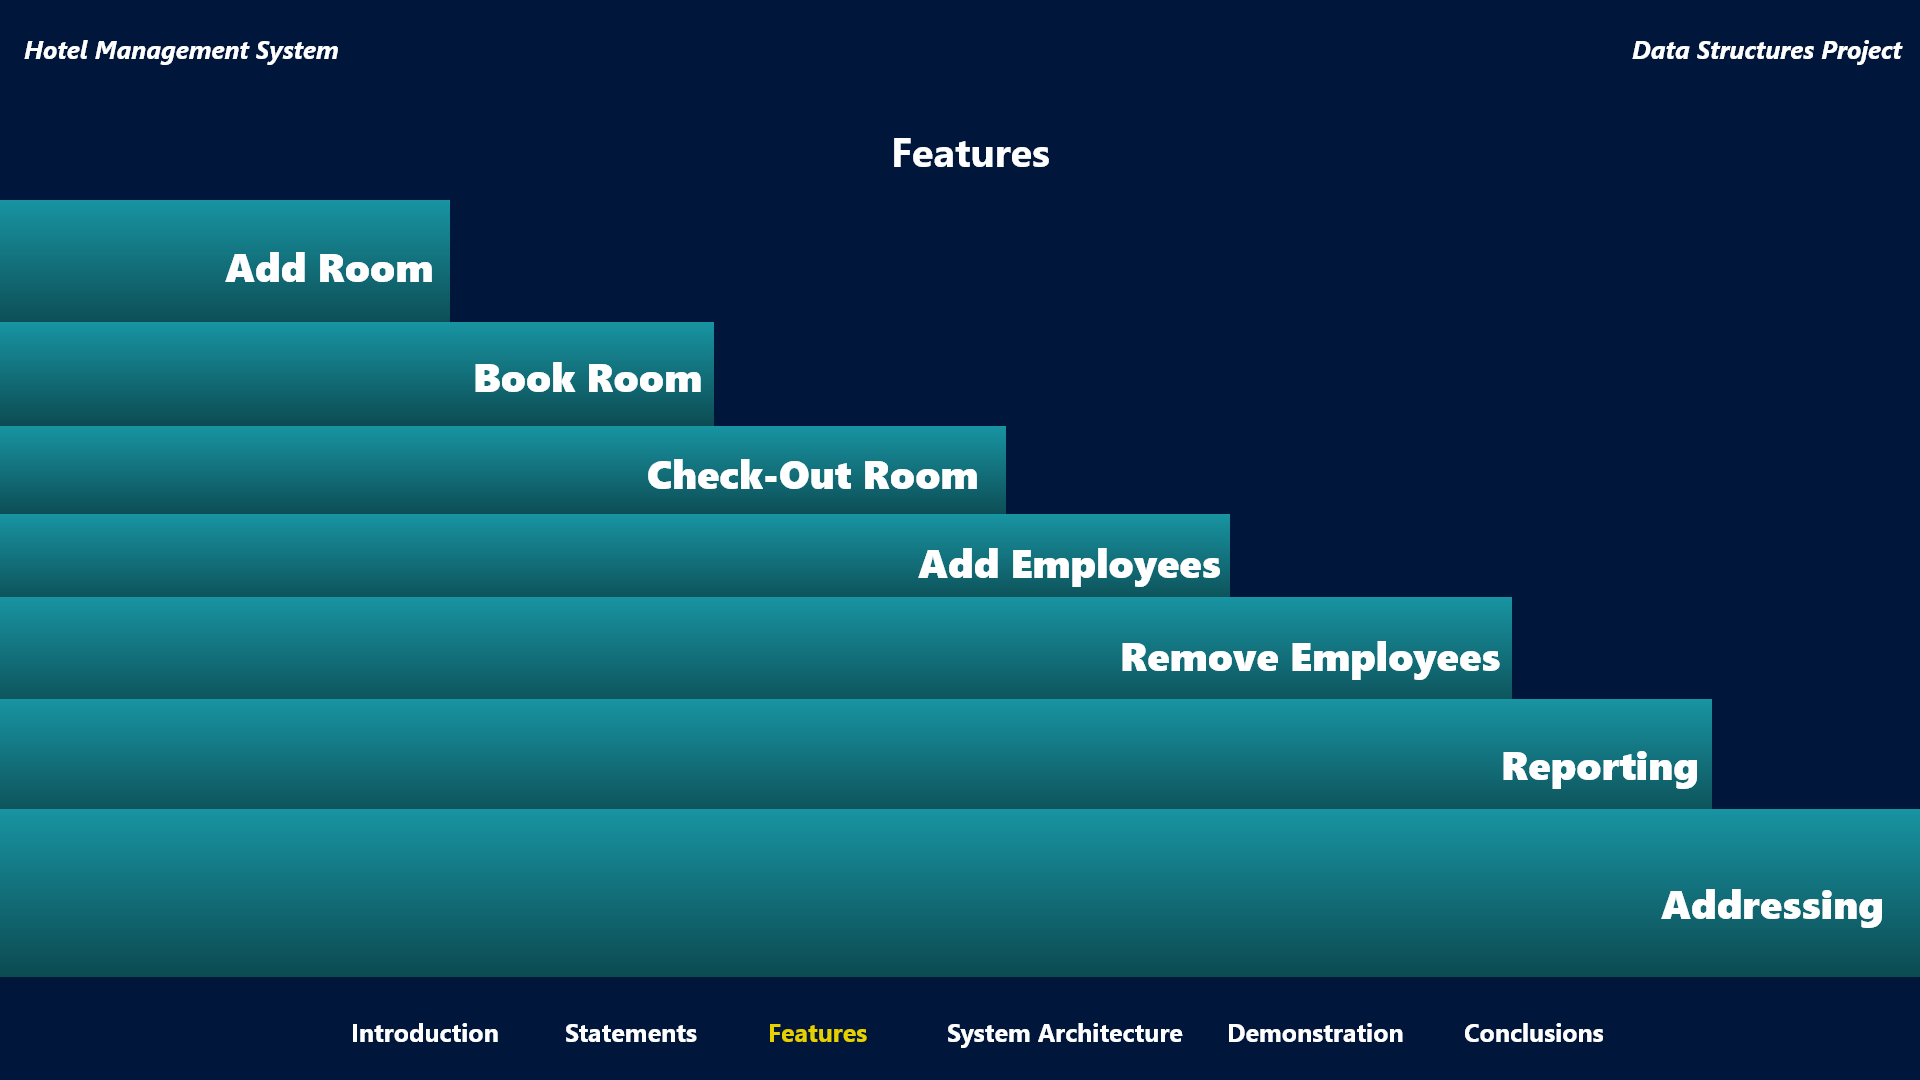 Hotel Management System
Data Structures Project
Features
Add Room
Book Room
Check-Out Room
Add Employees
Remove Employees
Reporting
Addressing
Introduction Statements Features System Architecture Demonstration Conclusions